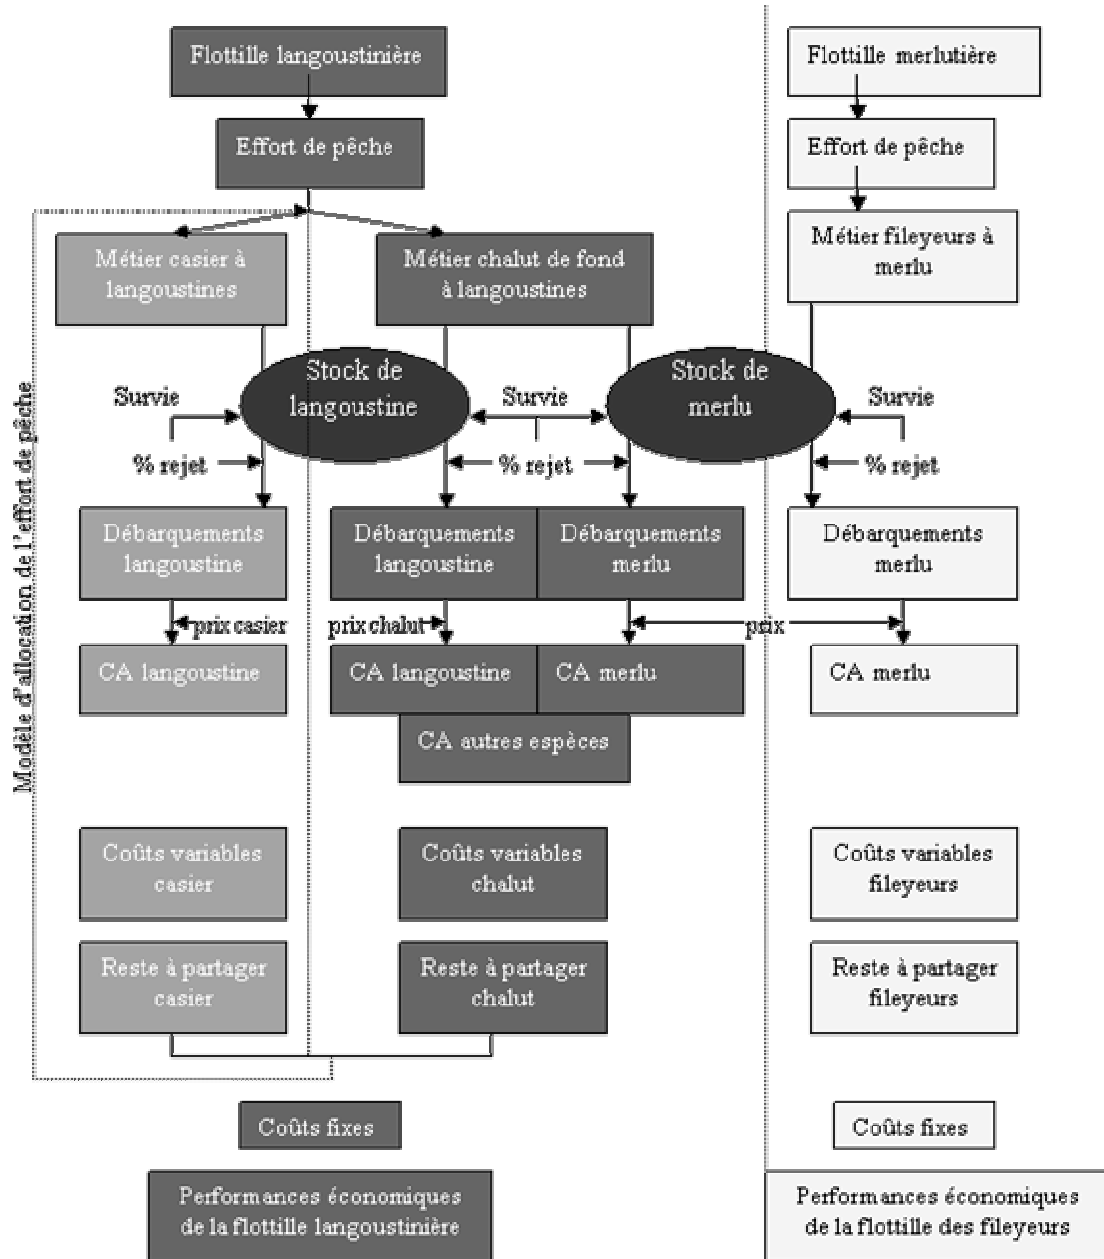 Flottille langoustinière
Flottille merlutière
Effort de pêche
Effort de pêche
Métier casier à
langoustines
Métier chalut de fond
à langoustines
Métier fileyeurs à
merlu
Stock de
langoustine
Stock de
merlu
Survie
Survie
Survie
% rejet
% rejet
% rejet
Modèle d'allocation de l'effort de pêche
Débarquements
langoustine
Débarquements
langoustine
Débarquements
merlu
Débarquements
merlu
prix casier
prix chalut
prix
CA langoustine
CA langoustine
CA merlu
CA merlu
CA autres espèces
Coûts variables
casier
Coûts variables
chalut
Coûts variables
fileyeurs
Reste à partager
casier
Reste à partager
chalut
Reste à partager
fileyeurs
Coûts fixes
Coûts fixes
Performances économiques
de la flottille langoustinière
Performances économiques
de la flottille des fileyeurs